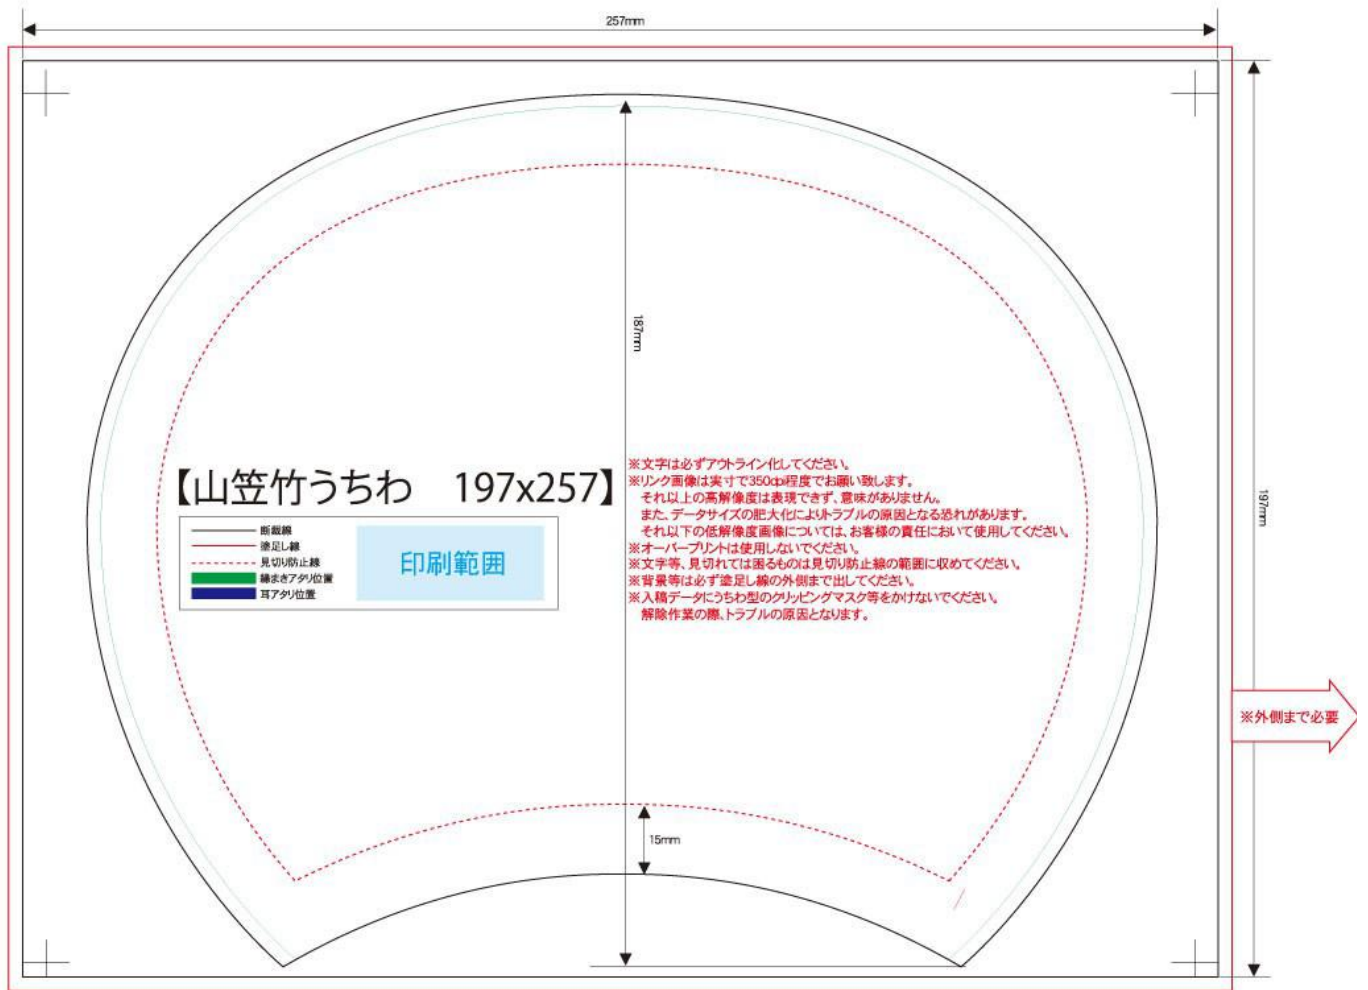 257mm
187mm
【山笠竹うちわ　197x257】
断裁線
塗足し線
見切り防止線
縁まきアタリ位置
耳アタリ位置
印刷範囲
※文字は必ずアウトライン化してください。
※リンク画像は実寸で350dpi程度でお願い致します。
それ以上の高解像度は表現できず、意味がありません。
また、データサイズの肥大化によりトラブルの原因となる恐れがあります。
それ以下の低解像度画像については、お客様の責任において使用してください。
※オーバープリントは使用しないでください。
※文字等、見切れては困るものは見切り防止線の範囲に収めてください。
※背景等は必ず塗足し線の外側まで出してください。
※入稿データにうちわ型のクリッピングマスク等をかけないでください。
解除作業の際、トラブルの原因となります。
197mm
※外側まで必要
15mm